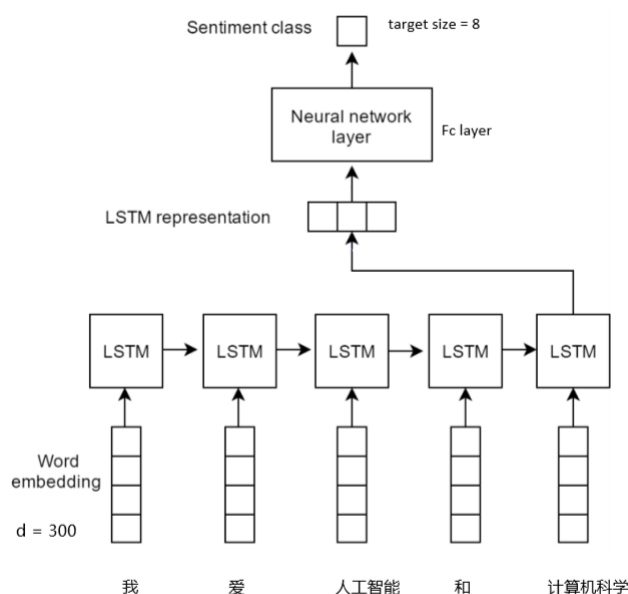 Sentiment class
target size = 8
Neural network
layer
Fc layer
LSTM representation
LSTM
LSTM
LSTM
LSTM
LSTM
Word
embedding
d = 300
我
爱
人工智能
和
计算机科学